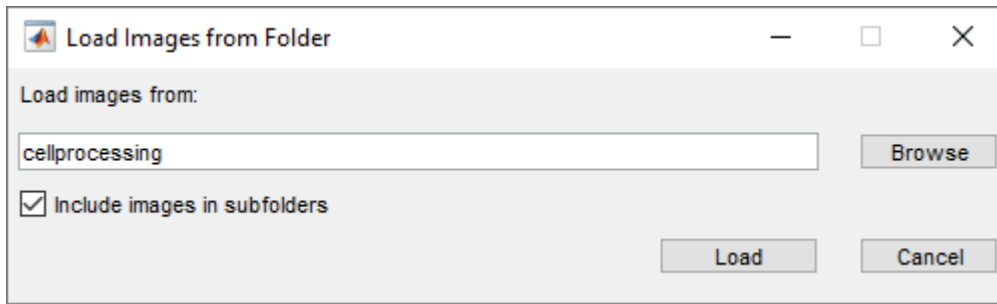 Load Images from Folder
Load images from:
cellprocessing
Browse
Include images in subfolders
Load
Cancel